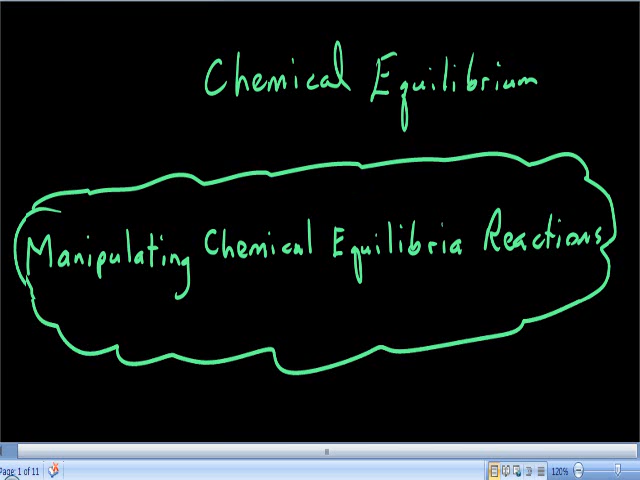 Chemical Equilibrium
Manipulating Chemical Equilibria Reactions
Page: 1 of 11
120%